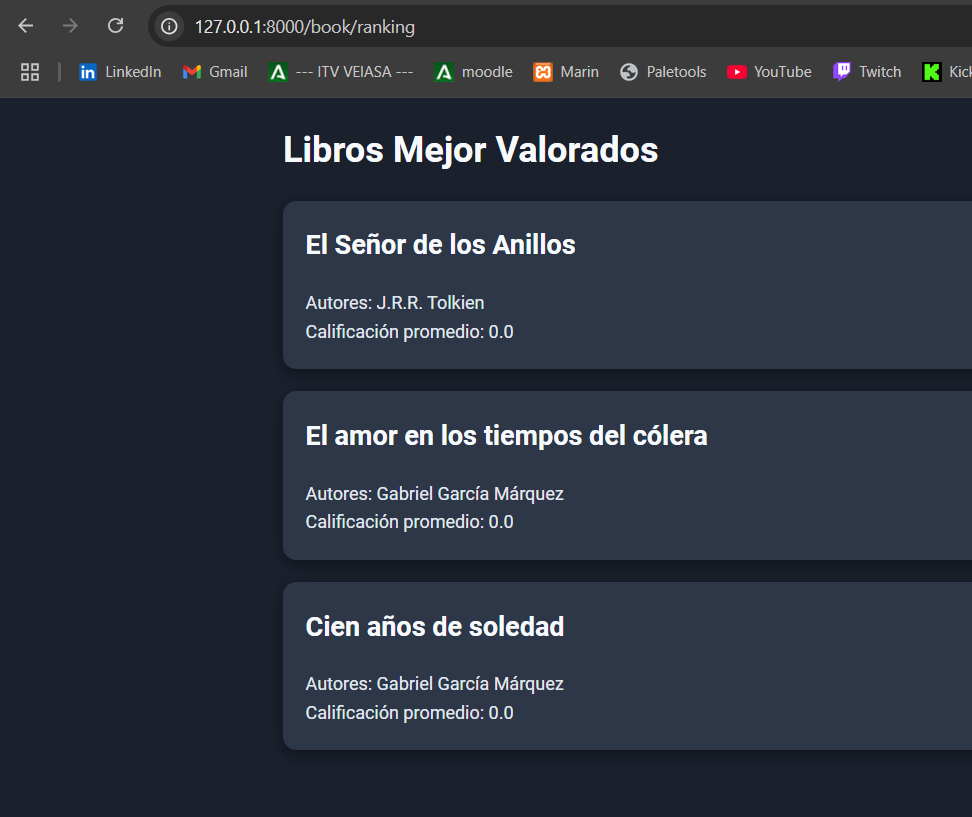 127.0.0.1:8000/book/ranking
LinkedIn Gmail --- ITV VEIASA --- moodle Marin Paletools YouTube Twitch
Libros Mejor Valorados
El Señor de los Anillos
Autores: J.R.R. Tolkien
Calificación promedio: 0.0
El amor en los tiempos del cólera
Autores: Gabriel García Márquez
Calificación promedio: 0.0
Cien años de soledad
Autores: Gabriel García Márquez
Calificación promedio: 0.0